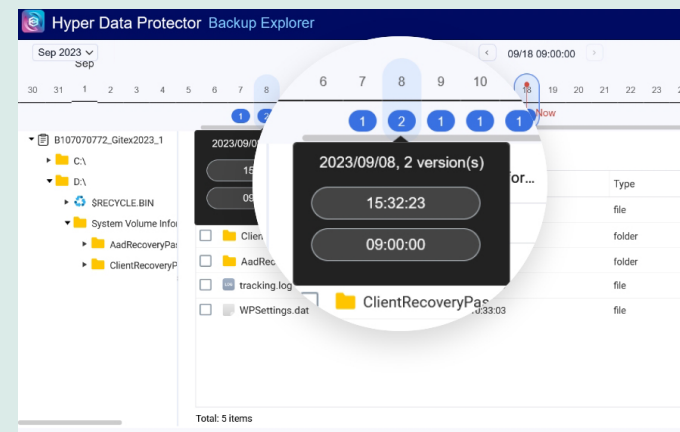 Hyper Data Protector Backup Explorer
Sep 2023
09/18 09:00:00
Sep
30 31 1 2 3 4 5 6 7 8
6 7 8 9 10
18 19 20 21 22 23
1
1 2 1 1 1
Now
B107070772_Gitex2023_1
C:\
D:\
$RECYCLE.BIN
System Volume Infor
AadRecoveryPas
ClientRecoveryP
2023/09/0
15
09
2023/09/08, 2 version(s)
15:32:23
09:00:00
or...
Type
file
Clien
folder
AadRec
folder
tracking.log
file
WPSettings.dat
10:33:03
file
ClientRecoveryPas
Total: 5 items